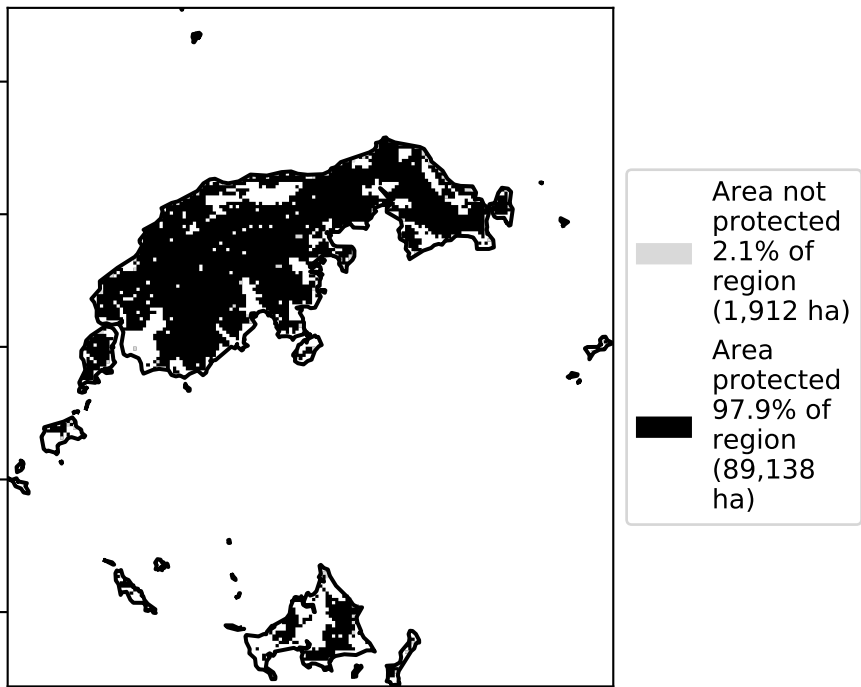 Area not
protected
2.1% of
region
(1,912 ha)
Area
protected
97.9% of
region
(89,138
ha)